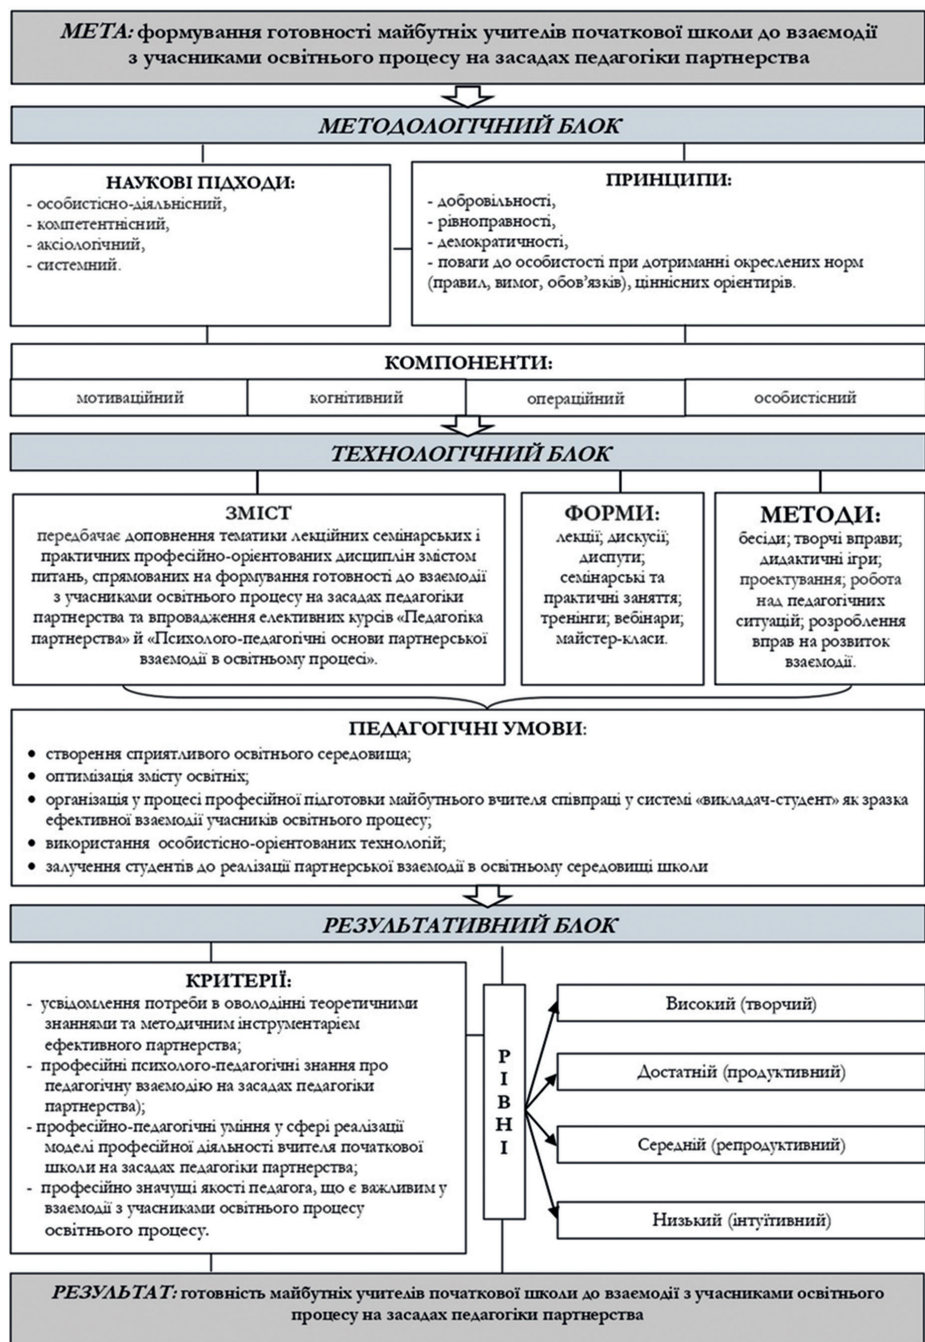 МЕТА: формування готовності майбутніх учителів початкової школи до взаємодії
з учасниками освітнього процесу на засадах педагогіки партнерства
МЕТОДОЛОГІЧНИЙ БЛОК
НАУКОВІ ПІДХОДИ:
- особистісно-діяльнісний,
- компетентнісний,
- аксіологічний,
- системний.
ПРИНЦИПИ:
- добровільності,
- рівноправності,
- демократичності,
- поваги до особистості при дотриманні окреслених норм
(правил, вимог, обов’язків), ціннісних орієнтирів.
КОМПОНЕНТИ:
мотиваційний
когнітивний
операційний
особистісний
ТЕХНОЛОГІЧНИЙ БЛОК
ЗМІСТ
передбачає доповнення тематики лекційних семінарських і
практичних професійно-орієнтованих дисциплін змістом
питань, спрямованих на формування готовності до взаємодії
з учасниками освітнього процесу на засадах педагогіки
партнерства та впровадження елективних курсів «Педагогіка
партнерства» й «Психолого-педагогічні основи партнерської
взаємодії в освітньому процесі».
ФОРМИ:
лекції; дискусії,
диспути;
семінарські та
практичні заняття;
тренінги; вебінари;
майстер-класи.
МЕТОДИ:
бесіди; творчі вправи;
дидактичні ігри;
проектування; робота
над педагогічних
ситуацій; розроблення
вправ на розвиток
взаємодії.
ПЕДАГОГІЧНІ УМОВИ:
• створення сприятливого освітнього середовища;
• оптимізація змісту освітніх;
• організація у процесі професійної підготовки майбутнього вчителя співпраці у системі «викладач-студент» як зразка
ефективної взаємодії учасників освітнього процесу;
• використання особистісно-орієнтованих технологій;
• залучення студентів до реалізації партнерської взаємодії в освітньому середовищі школи
РЕЗУЛЬТАТИВНИЙ БЛОК
КРИТЕРІЇ:
- усвідомлення потреби в оволодінні теоретичними
знаннями та методичним інструментарієм
ефективного партнерства;
- професійні психолого-педагогічні знання про
педагогічну взаємодію на засадах педагогіки
партнерства);
- професійно-педагогічні уміння у сфері реалізації
моделі професійної діяльності вчителя початкової
школи на засадах педагогіки партнерства;
- професійно значущі якості педагога, що є важливим у
взаємодії з учасниками освітнього процесу
освітнього процесу.
РІВНІ
Високий (творчий)
Достатній (продуктивний)
Середній (репродуктивний)
Низький (інтуїтивний)
РЕЗУЛЬТАТ: готовність майбутніх учителів початкової школи до взаємодії з учасниками освітнього
процесу на засадах педагогіки партнерства